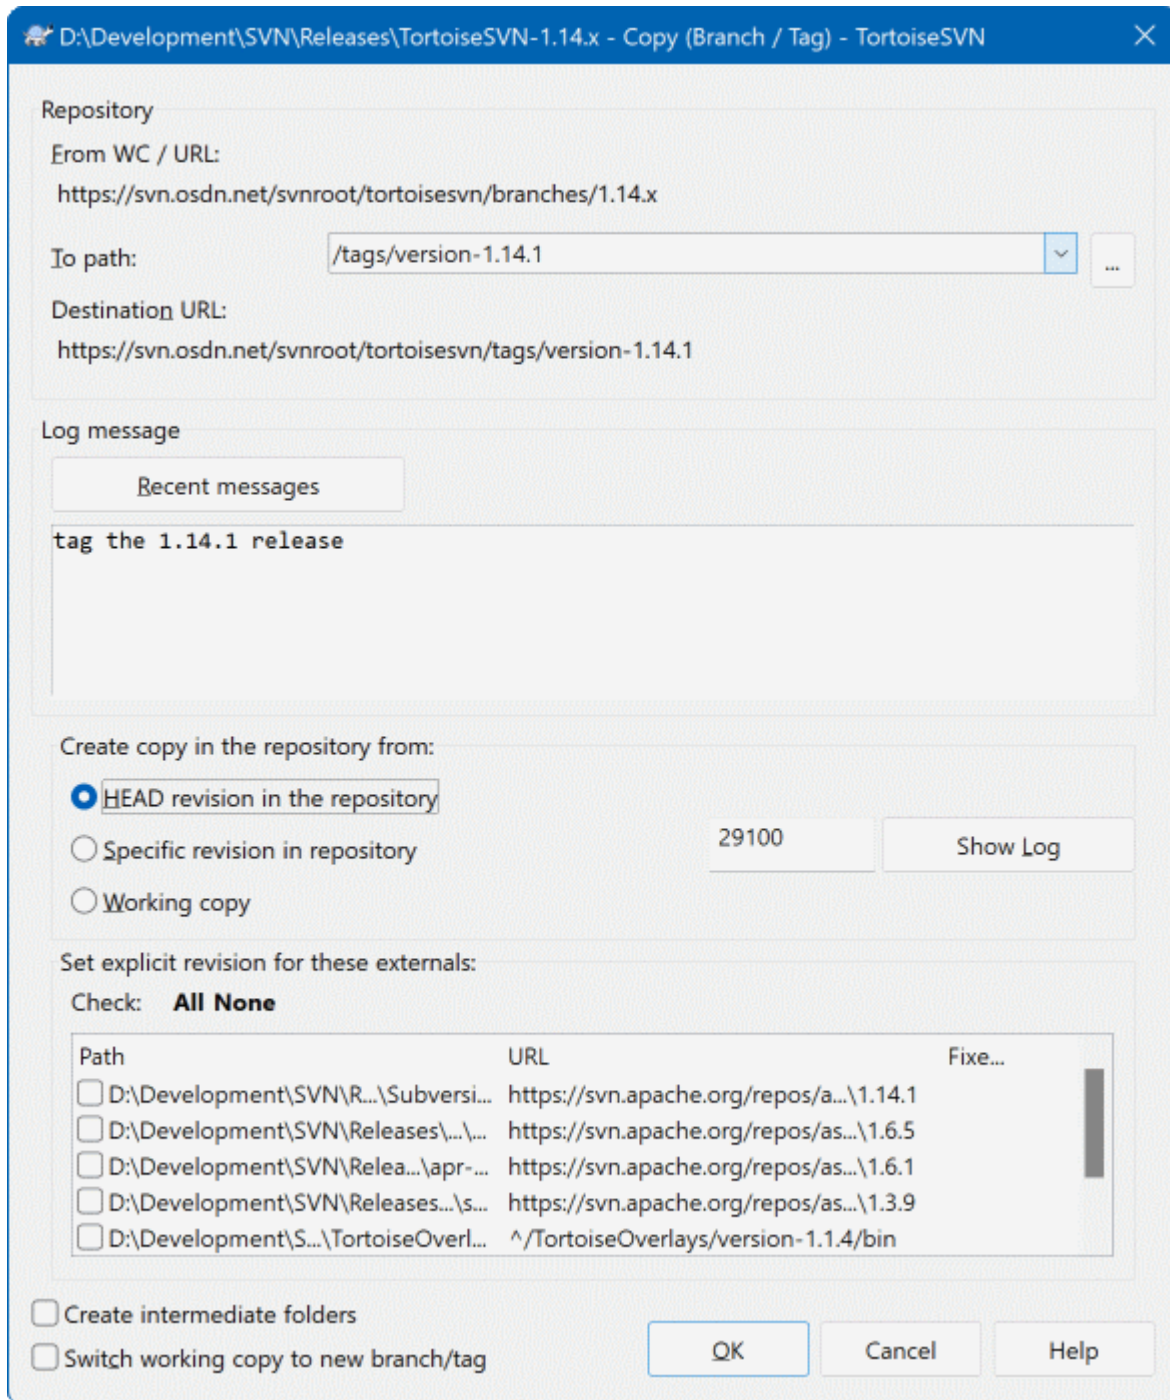 D:\Development\SVN\Releases\TortoiseSVN-1.14.x - Copy (Branch / Tag) - TortoiseSVN
Repository
From WC / URL:
https://svn.osdn.net/svnroot/tortoisesvn/branches/1.14.x
To path:
/tags/version-1.14.1
...
Destination URL:
https://svn.osdn.net/svnroot/tortoisesvn/tags/version-1.14.1
Log message
Recent messages
tag the 1.14.1 release
Create copy in the repository from:
HEAD revision in the repository
Specific revision in repository 29100 Show Log
Working copy
Set explicit revision for these externals:
Check: All None
Path URL Fixe...
D:\Development\SVN\R...\Subversi... https://svn.apache.org/repos/a...\1.14.1
D:\Development\SVN\Releases\...\... https://svn.apache.org/repos/as...\1.6.5
D:\Development\SVN\Relea...\apr-... https://svn.apache.org/repos/as...\1.6.1
D:\Development\SVN\Releases...\s... https://svn.apache.org/repos/as...\1.3.9
D:\Development\S...\TortoiseOverl... ^/TortoiseOverlays/version-1.1.4/bin
Create intermediate folders
Switch working copy to new branch/tag
OK Cancel Help